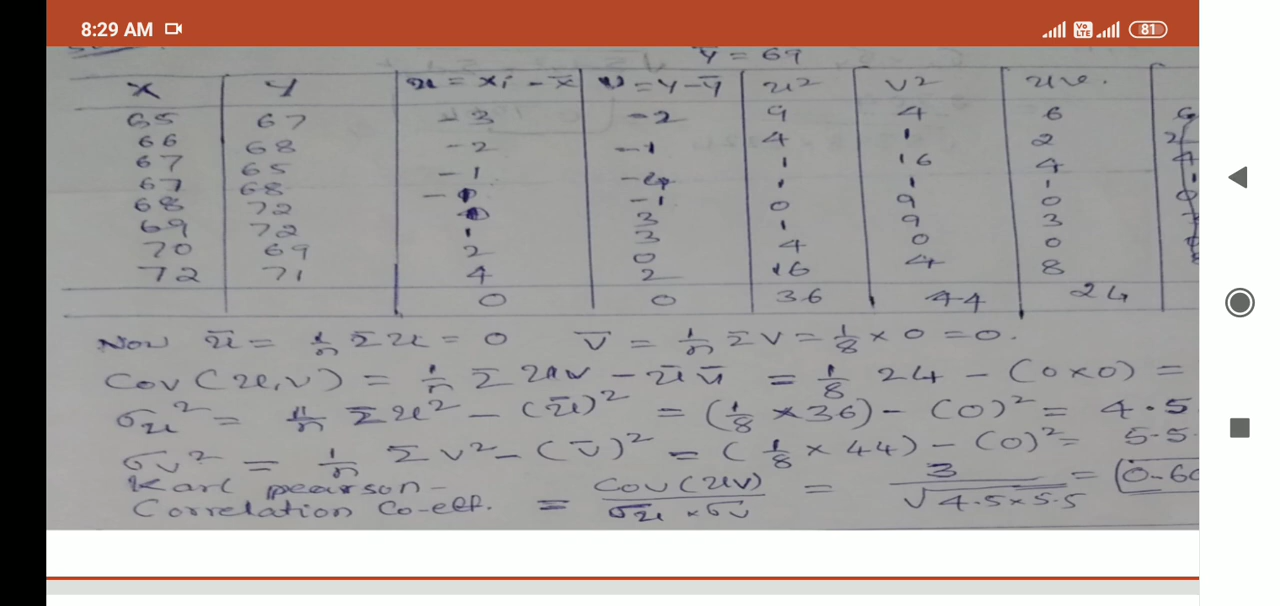 8:29 AM
Vo LTE
81
ȳ = 69
x y u = xi - x̄ v = y - ȳ u² v² uv.
65 67 -3 -2 9 4 6
66 68 -2 -1 4 1 2
67 65 -1 -4 1 16 4
67 68 -1 -1 1 1 1
68 72 0 3 0 9 0
69 72 1 3 1 9 3
70 69 2 0 4 0 0
72 71 4 2 16 4 8
0 0 36 44 24
Now ū = 1/n Σu = 0 v̄ = 1/n Σv = 1/8 × 0 = 0.
Cov(u,v) = 1/n Σuv - ū v̄ = 1/8 24 - (0×0) =
σu² = 1/n Σu² - (ū)² = (1/8 × 36) - (0)² = 4.5
σv² = 1/n Σv² - (v̄)² = (1/8 × 44) - (0)² = 5.5
Karl pearson-
Correlation Co-eff. = Cov(uv) / σu × σv = 3 / √4.5×5.5 = 0.60